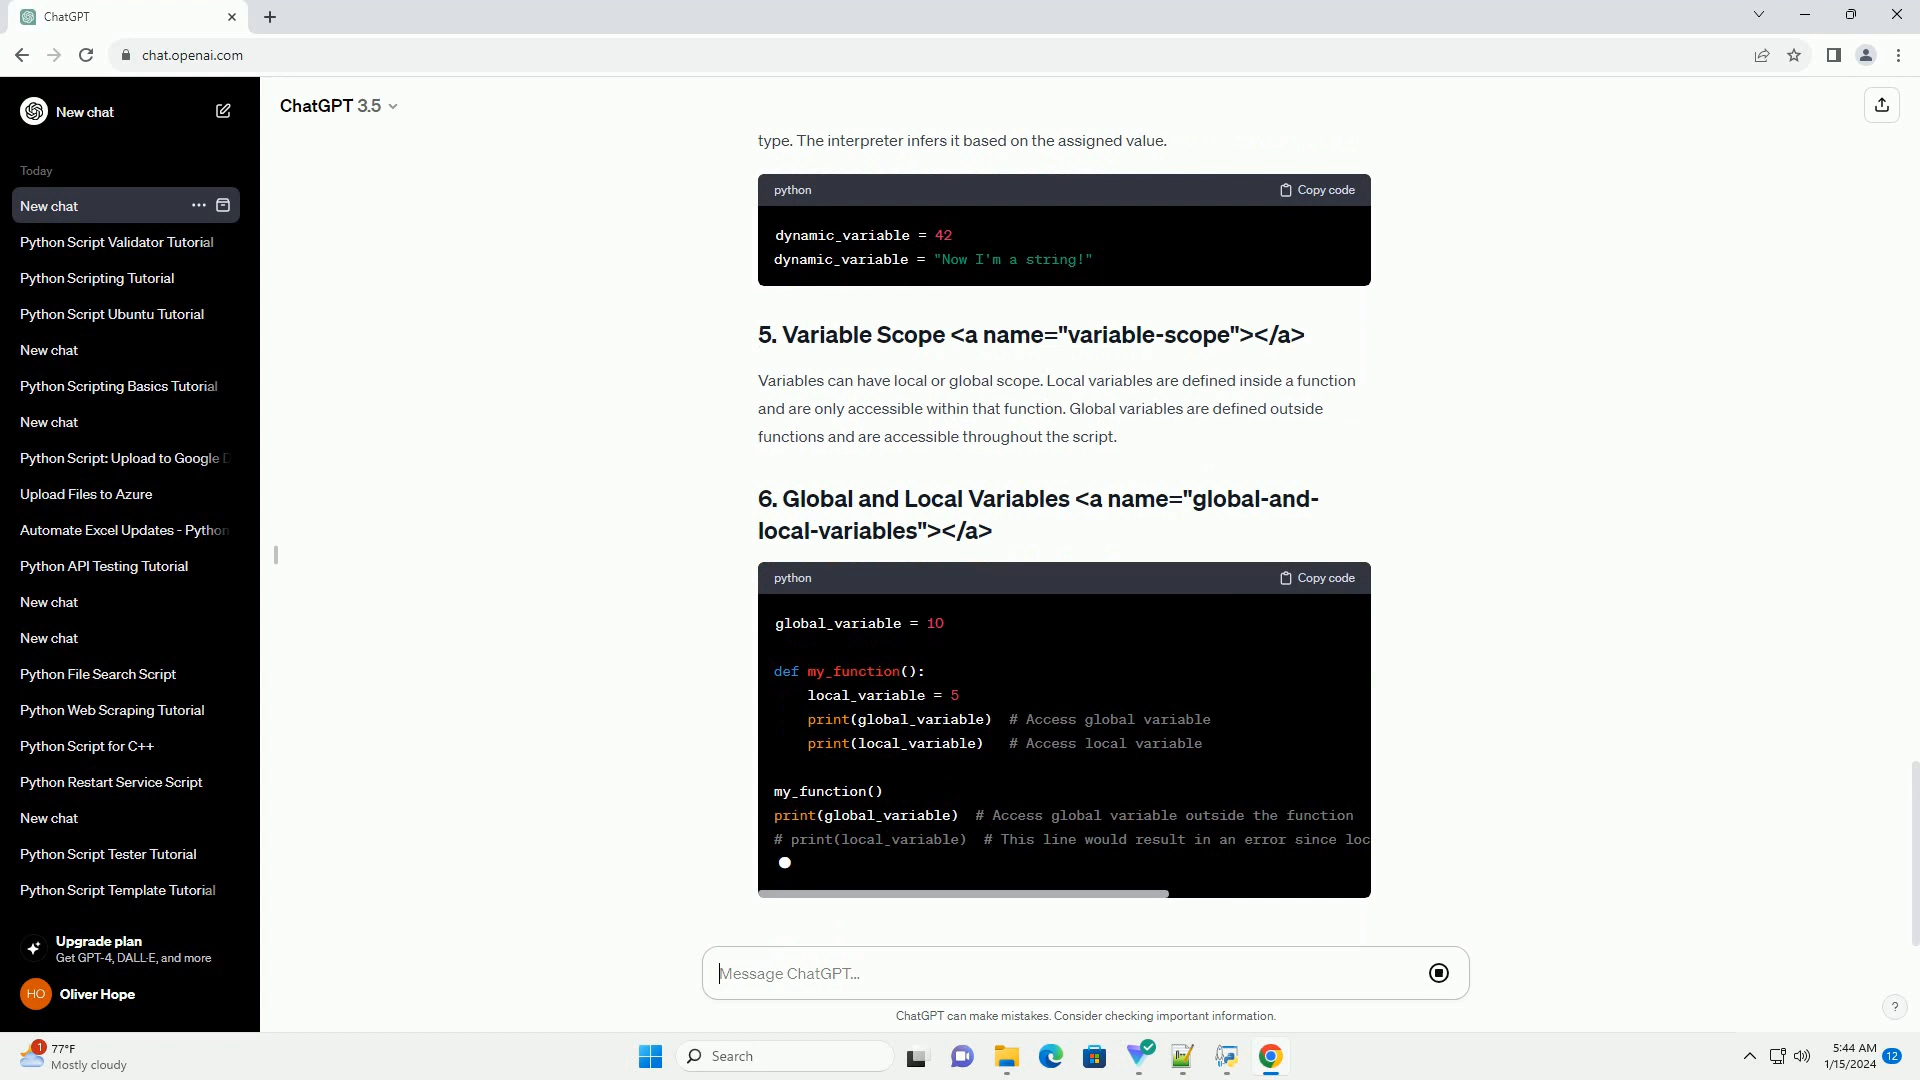 ChatGPT
chat.openai.com
New chat
ChatGPT 3.5
Today
New chat
Python Script Validator Tutorial
Python Scripting Tutorial
Python Script Ubuntu Tutorial
New chat
Python Scripting Basics Tutorial
New chat
Python Script: Upload to Google D
Upload Files to Azure
Automate Excel Updates - Python
Python API Testing Tutorial
New chat
New chat
Python File Search Script
Python Web Scraping Tutorial
Python Script for C++
Python Restart Service Script
New chat
Python Script Tester Tutorial
Python Script Template Tutorial
Upgrade plan
Get GPT-4, DALL·E, and more
HO
Oliver Hope
type. The interpreter infers it based on the assigned value.
python
Copy code
dynamic_variable = 42
dynamic_variable = "Now I'm a string!"
5. Variable Scope <a name="variable-scope"></a>
Variables can have local or global scope. Local variables are defined inside a function
and are only accessible within that function. Global variables are defined outside
functions and are accessible throughout the script.
6. Global and Local Variables <a name="global-and-
local-variables"></a>
python
Copy code
global_variable = 10
def my_function():
local_variable = 5
print(global_variable)  # Access global variable
print(local_variable)   # Access local variable
my_function()
print(global_variable)  # Access global variable outside the function
# print(local_variable)  # This line would result in an error since loc
Message ChatGPT...
ChatGPT can make mistakes. Consider checking important information.
?
1
77°F
Mostly cloudy
Search
5:44 AM
1/15/2024
12